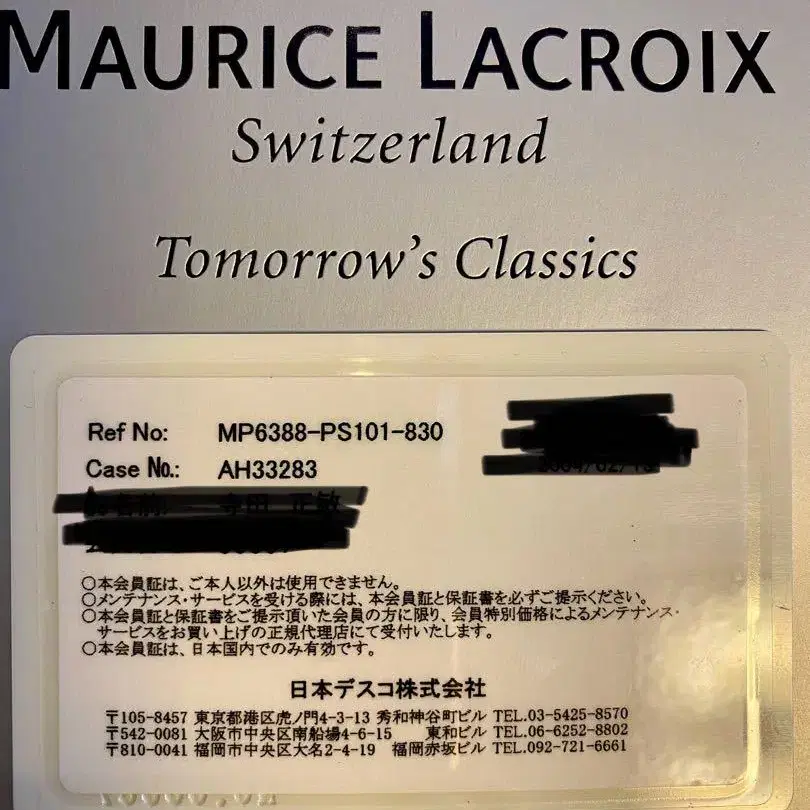 MAURICE LACROIX
Switzerland
Tomorrow's Classics
Ref No: MP6388-PS101-830
Case No.: AH33283
○本会員証は、ご本人以外は使用できません。
○メンテナンス・サービスを受ける際には、本会員証と保証書を必ずご提示ください。
○本会員証と保証書をご提示頂いた会員の方に限り、会員特別価格によるメンテナンス・
サービスをお買い上げの正規代理店にて受付いたします。
○本会員証は、日本国内でのみ有効です。
日本デスコ株式会社
〒105-8457 東京都港区虎ノ門4-3-13 秀和神谷町ビル TEL.03-5425-8570
〒542-0081 大阪市中央区南船場4-6-15 東和ビル TEL.06-6252-8802
〒810-0041 福岡市中央区大名2-4-19 福岡赤坂ビル TEL.092-721-6661